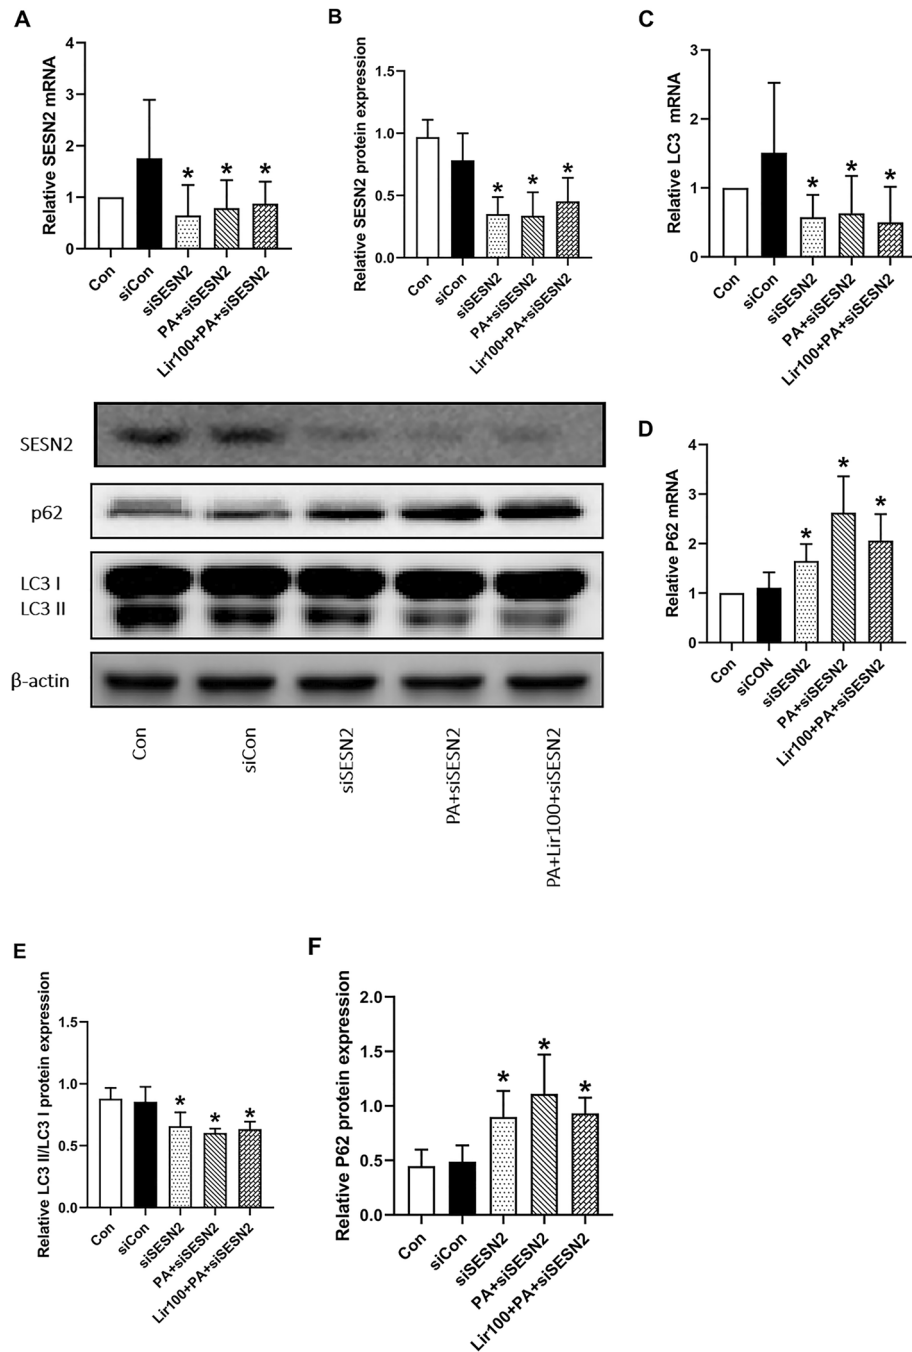 A
Relative SESN2 mRNA
4
3
2
1
0
Con
siCon
siSESN2
PA+siSESN2
Lir100+PA+siSESN2
* * *
B
Relative SESN2 protein expression
1.5
1.0
0.5
0.0
Con
siCon
siSESN2
PA+siSESN2
Lir100+PA+siSESN2
* * *
C
Relative LC3 mRNA
3
2
1
0
Con
siCon
siSESN2
PA+siSESN2
Lir100+PA+siSESN2
* * *
SESN2
p62
LC3 I
LC3 II
β-actin
Con
siCon
siSESN2
PA+siSESN2
PA+Lir100+siSESN2
D
Relative P62 mRNA
4
3
2
1
0
Con
siCON
siSESN2
PA+siSESN2
Lir100+PA+siSESN2
* * *
E
Relative LC3 II/LC3 I protein expression
1.5
1.0
0.5
0.0
Con
siCon
siSESN2
PA+siSESN2
Lir100+PA+siSESN2
* * *
F
Relative P62 protein expression
2.0
1.5
1.0
0.5
0.0
Con
siCon
siSESN2
PA+siSESN2
Lir100+PA+siSESN2
* * *